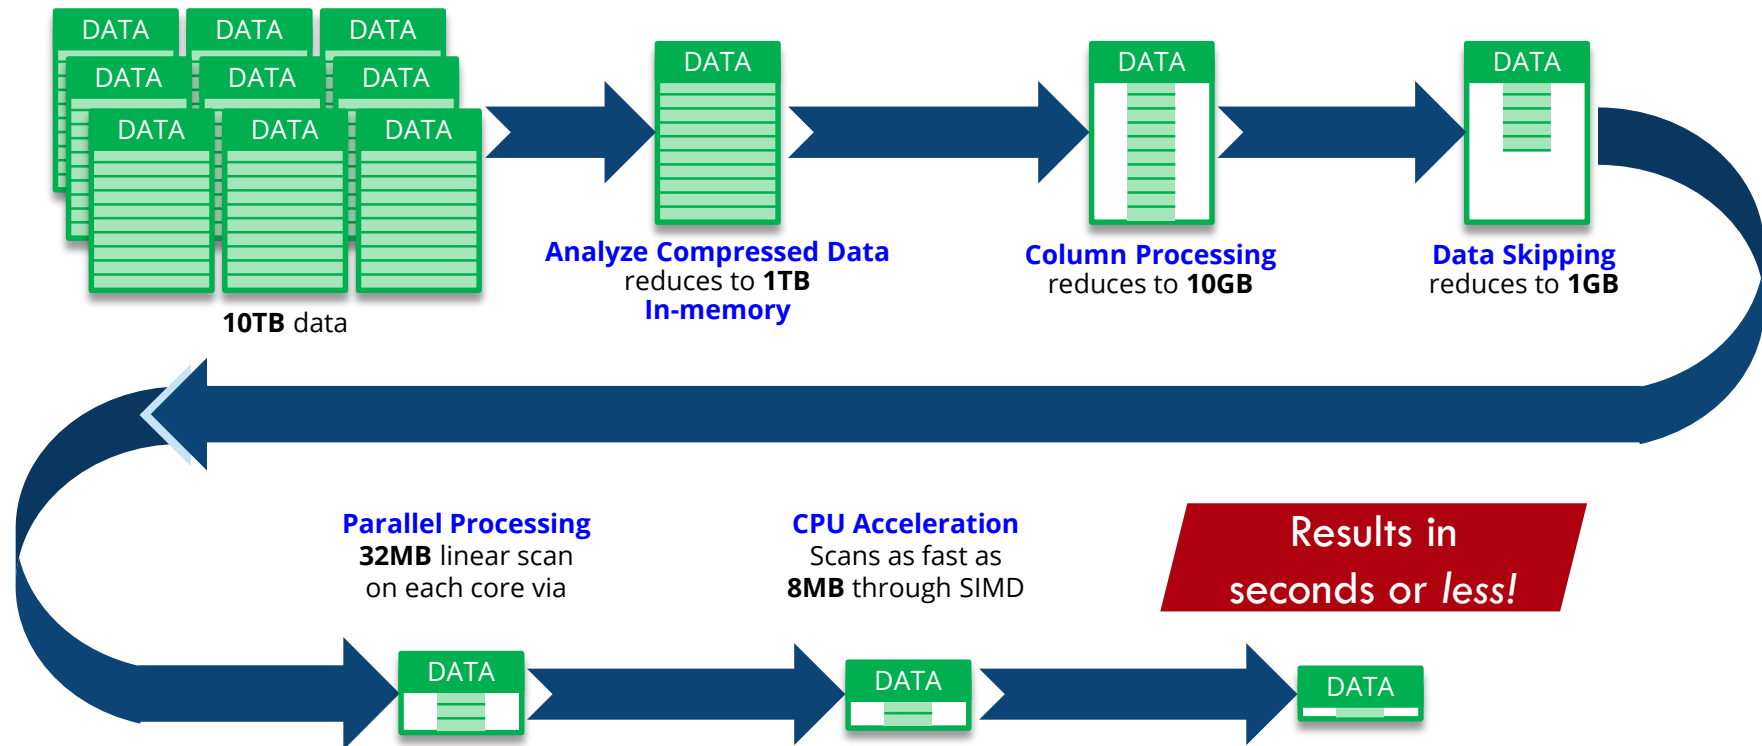 DATA DATA DATA
DATA DATA DATA
DATA DATA DATA
10TB data
DATA
Analyze Compressed Data
reduces to 1TB
In-memory
DATA
Column Processing
reduces to 10GB
DATA
Data Skipping
reduces to 1GB
Parallel Processing
32MB linear scan
on each core via
DATA
CPU Acceleration
Scans as fast as
8MB through SIMD
DATA
Results in
seconds or less!
DATA